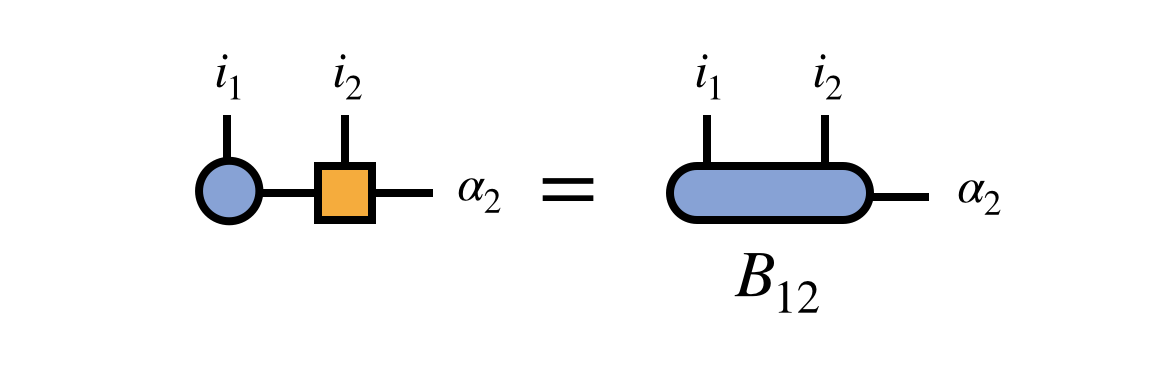 i₁ i₂ i₁ i₂
α₂ = α₂
B₁₂